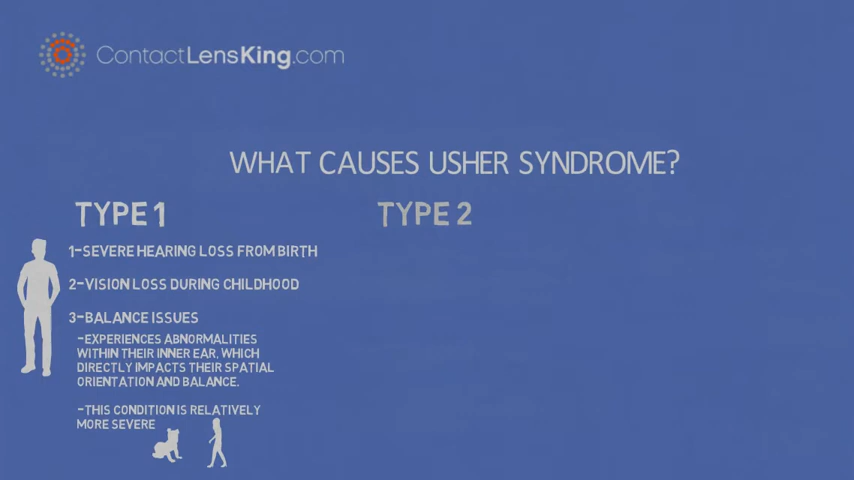 ContactLensKing.com
WHAT CAUSES USHER SYNDROME?
TYPE 1
TYPE 2
1-SEVERE HEARING LOSS FROM BIRTH
2-VISION LOSS DURING CHILDHOOD
3-BALANCE ISSUES
-EXPERIENCES ABNORMALITIES
WITHIN THEIR INNER EAR, WHICH
DIRECTLY IMPACTS THEIR SPATIAL
ORIENTATION AND BALANCE.
-THIS CONDITION IS RELATIVELY
MORE SEVERE